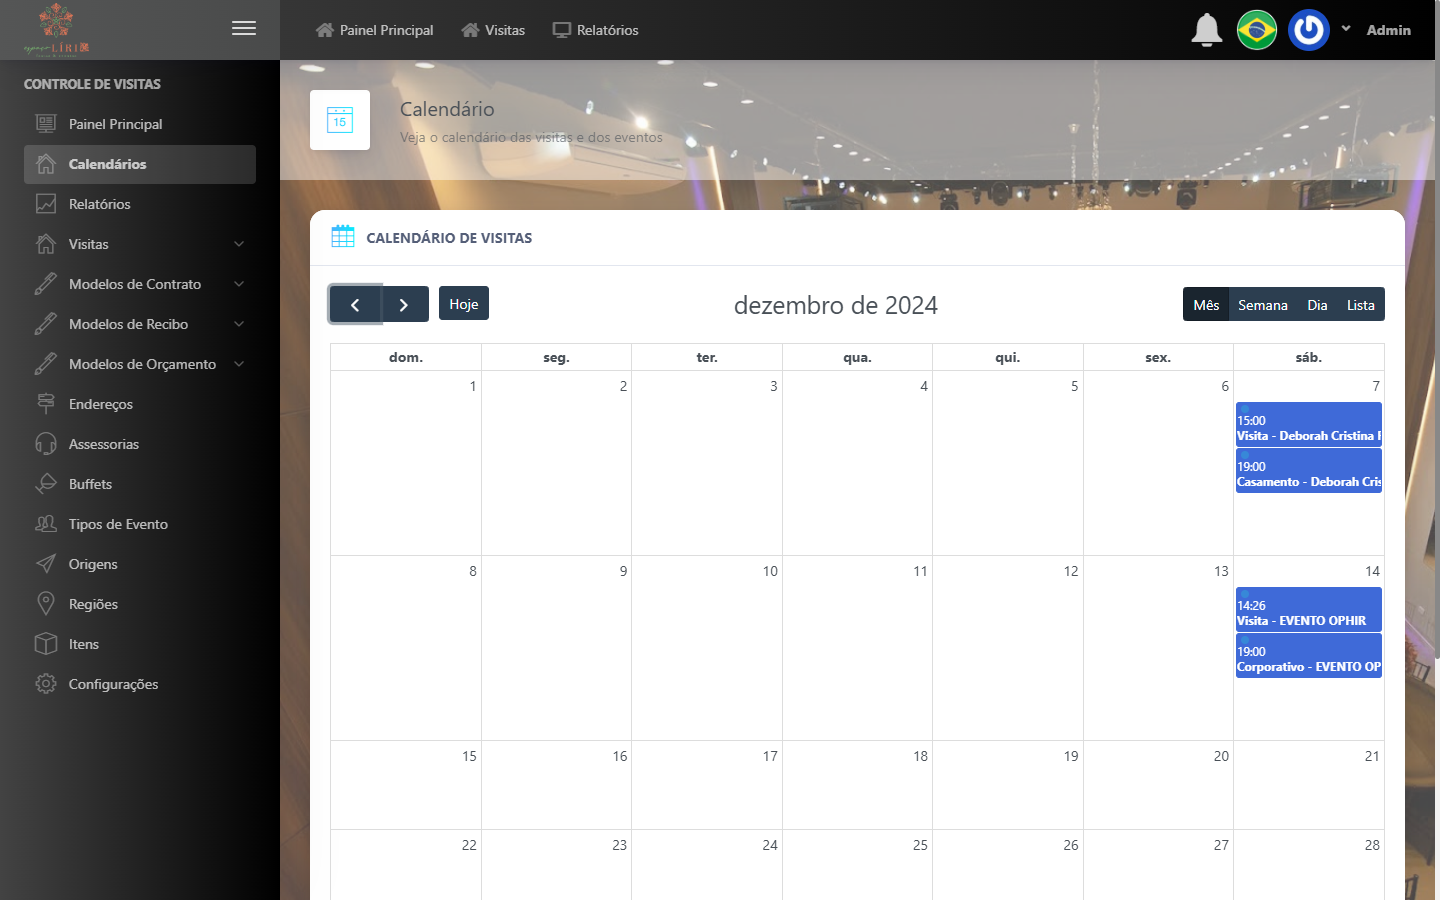 LÍRIO
Painel Principal
Visitas
Relatórios
Admin
CONTROLE DE VISITAS
Painel Principal
Calendários
Relatórios
Visitas
Modelos de Contrato
Modelos de Recibo
Modelos de Orçamento
Endereços
Assessorias
Buffets
Tipos de Evento
Origens
Regiões
Itens
Configurações
15
Calendário
Veja o calendário das visitas e dos eventos
CALENDÁRIO DE VISITAS
Hoje
dezembro de 2024
Mês Semana Dia Lista
dom. seg. ter. qua. qui. sex. sáb.
1 2 3 4 5 6 7
15:00
Visita - Deborah Cristina
19:00
Casamento - Deborah Cris
8 9 10 11 12 13 14
14:26
Visita - EVENTO OPHIR
19:00
Corporativo - EVENTO OP
15 16 17 18 19 20 21
22 23 24 25 26 27 28